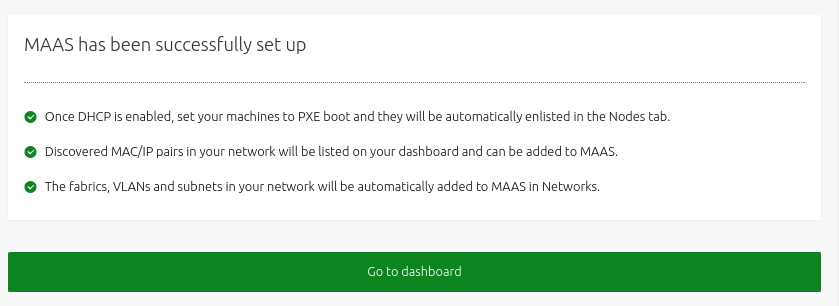 MAAS has been successfully set up
Once DHCP is enabled, set your machines to PXE boot and they will be automatically enlisted in the Nodes tab.
Discovered MAC/IP pairs in your network will be listed on your dashboard and can be added to MAAS.
The fabrics, VLANs and subnets in your network will be automatically added to MAAS in Networks.
Go to dashboard